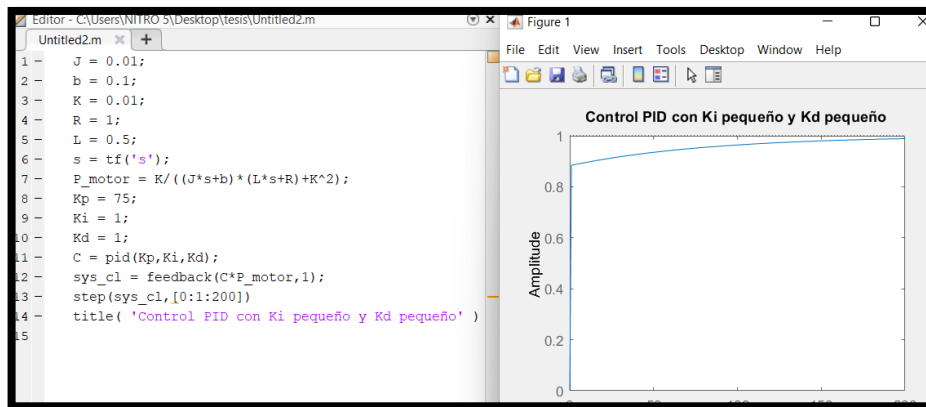 Editor - C:\Users\NITRO 5\Desktop\tesis\Untitled2.m
Untitled2.m
1 - J = 0.01;
2 - b = 0.1;
3 - K = 0.01;
4 - R = 1;
5 - L = 0.5;
6 - s = tf('s');
7 - P_motor = K/((J*s+b)*(L*s+R)+K^2);
8 - Kp = 75;
9 - Ki = 1;
10 - Kd = 1;
11 - C = pid(Kp,Ki,Kd);
12 - sys_cl = feedback(C*P_motor,1);
13 - step(sys_cl,[0:1:200])
14 - title( 'Control PID con Ki pequeño y Kd pequeño' )
15
Figure 1
File Edit View Insert Tools Desktop Window Help
Control PID con Ki pequeño y Kd pequeño
Amplitude
1
0.8
0.6
0.4
0.2
0